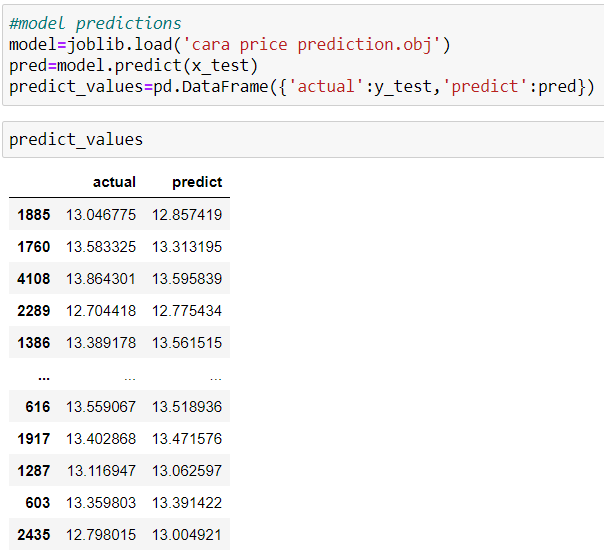 #model predictions
model=joblib.load('cara price prediction.obj')
pred=model.predict(x_test)
predict_values=pd.DataFrame({'actual':y_test,'predict':pred})
predict_values
actual predict
1885 13.046775 12.857419
1760 13.583325 13.313195
4108 13.864301 13.595839
2289 12.704418 12.775434
1386 13.389178 13.561515
... ... ...
616 13.559067 13.518936
1917 13.402868 13.471576
1287 13.116947 13.062597
603 13.359803 13.391422
2435 12.798015 13.004921